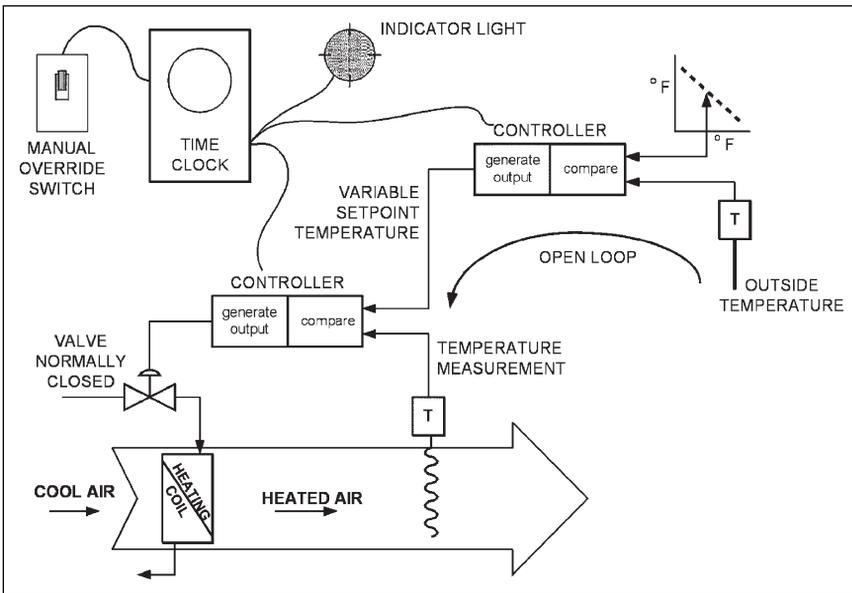 INDICATOR LIGHT
MANUAL
OVERRIDE
SWITCH
TIME
CLOCK
°F
°F
CONTROLLER
generate
output
compare
VARIABLE
SETPOINT
TEMPERATURE
T
OPEN LOOP
OUTSIDE
TEMPERATURE
CONTROLLER
generate
output
compare
VALVE
NORMALLY
CLOSED
TEMPERATURE
MEASUREMENT
T
COOL AIR
HEATING
COIL
HEATED AIR